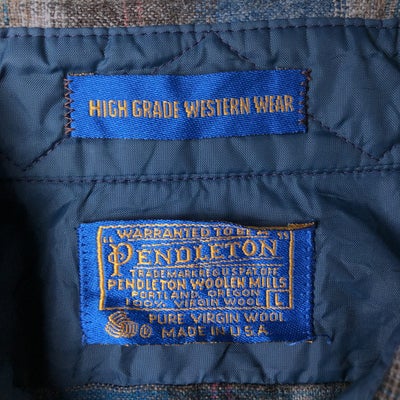 HIGH GRADE WESTERN WEAR
"WARRANTED TO BE A"
PENDLETON
TRADEMARK REG U S PAT. OFF.
PENDLETON WOOLEN MILLS
PORTLAND, OREGON
100% VIRGIN WOOL L
PURE VIRGIN WOOL
® MADE IN U.S.A.